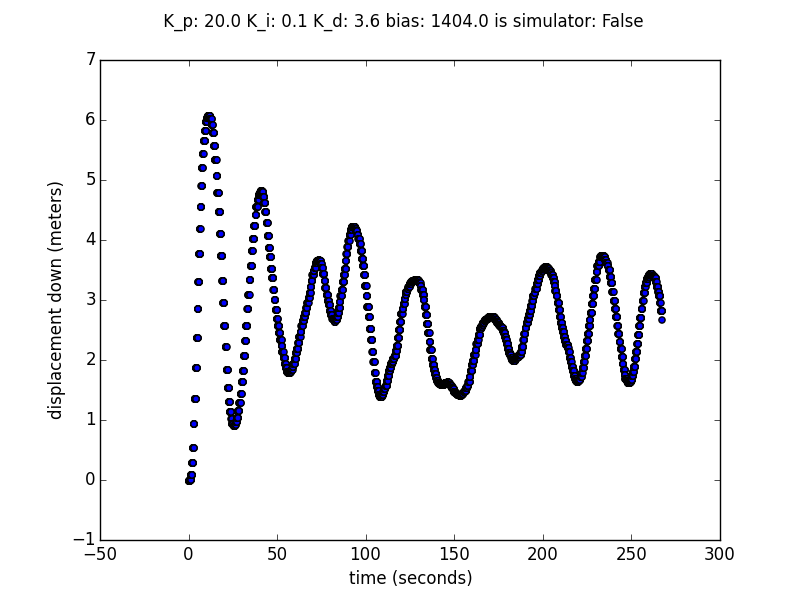 K_p: 20.0 K_i: 0.1 K_d: 3.6 bias: 1404.0 is simulator: False
7
6
5
4
3
2
1
0
−1
displacement down (meters)
−50 0 50 100 150 200 250 300
time (seconds)